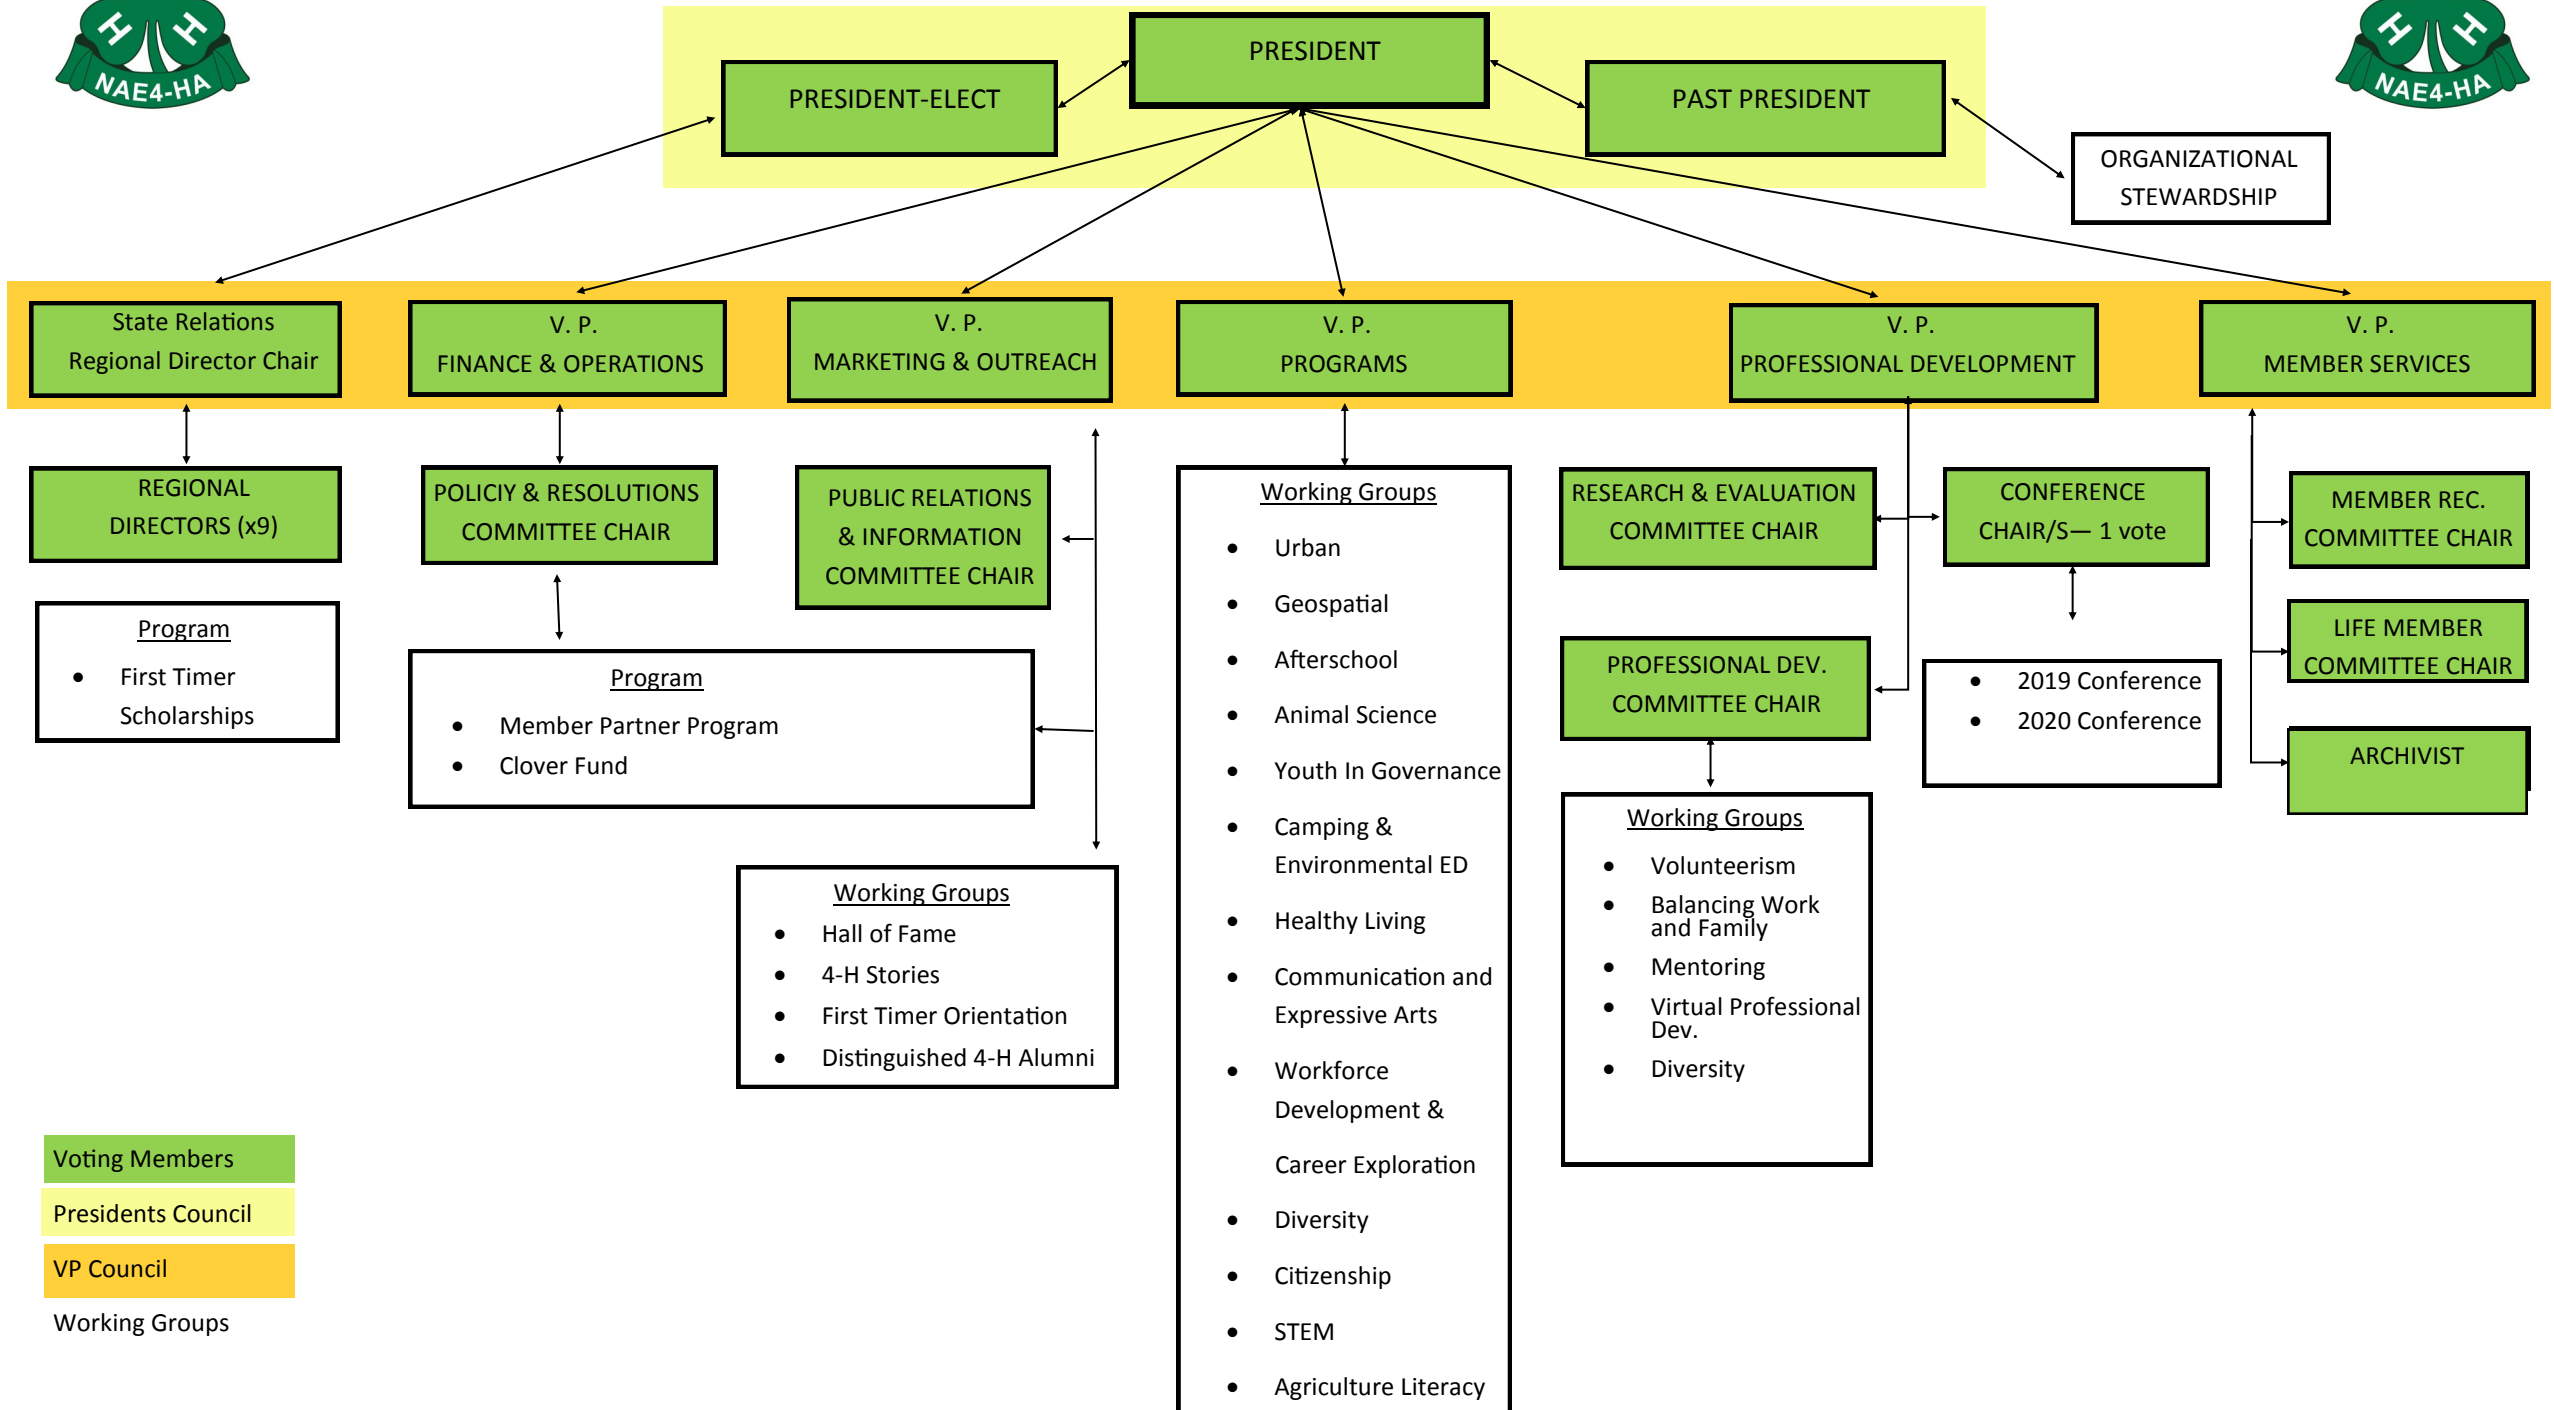 H H
NAE4-HA
H H
NAE4-HA
PRESIDENT
PRESIDENT-ELECT
PAST PRESIDENT
ORGANIZATIONAL
STEWARDSHIP
State Relations
Regional Director Chair
V. P.
FINANCE & OPERATIONS
V. P.
MARKETING & OUTREACH
V. P.
PROGRAMS
V. P.
PROFESSIONAL DEVELOPMENT
V. P.
MEMBER SERVICES
REGIONAL
DIRECTORS (x9)
Program
• First Timer
Scholarships
POLICIY & RESOLUTIONS
COMMITTEE CHAIR
PUBLIC RELATIONS
& INFORMATION
COMMITTEE CHAIR
Program
• Member Partner Program
• Clover Fund
Working Groups
• Hall of Fame
• 4-H Stories
• First Timer Orientation
• Distinguished 4-H Alumni
Working Groups
• Urban
• Geospatial
• Afterschool
• Animal Science
• Youth In Governance
• Camping &
Environmental ED
• Healthy Living
• Communication and
Expressive Arts
• Workforce
Development &
Career Exploration
• Diversity
• Citizenship
• STEM
• Agriculture Literacy
RESEARCH & EVALUATION
COMMITTEE CHAIR
CONFERENCE
CHAIR/S— 1 vote
PROFESSIONAL DEV.
COMMITTEE CHAIR
• 2019 Conference
• 2020 Conference
Working Groups
• Volunteerism
• Balancing Work
and Family
• Mentoring
• Virtual Professional
Dev.
• Diversity
MEMBER REC.
COMMITTEE CHAIR
LIFE MEMBER
COMMITTEE CHAIR
ARCHIVIST
Voting Members
Presidents Council
VP Council
Working Groups